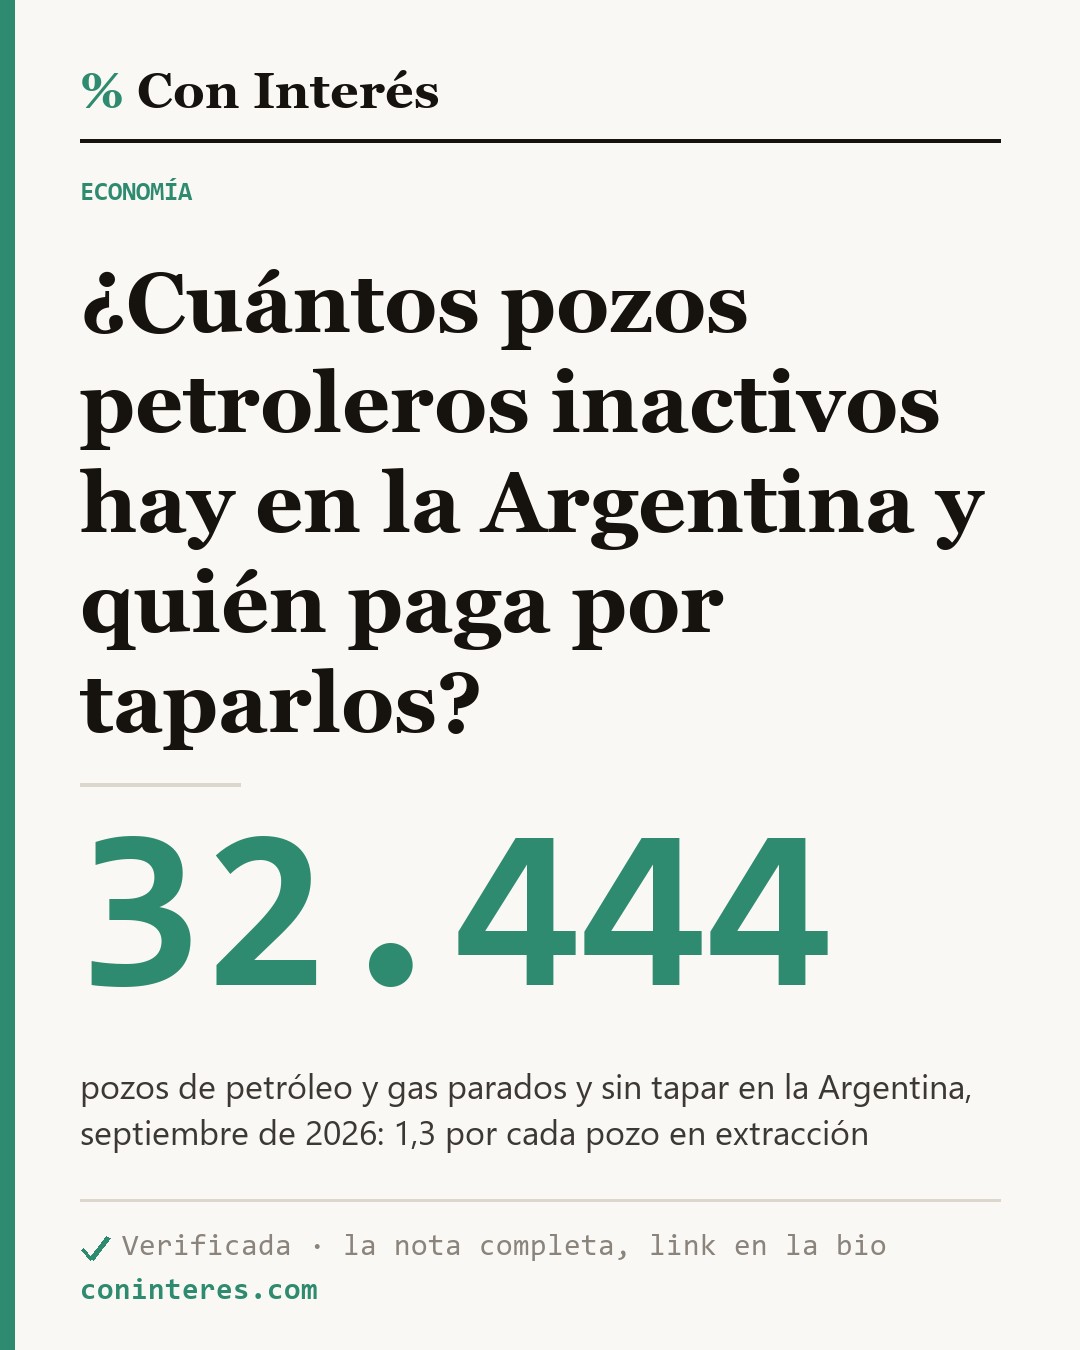 % Con Interés
ECONOMÍA
¿Cuántos pozos
petroleros inactivos
hay en la Argentina y
quién paga por
taparlos?
32.444
pozos de petróleo y gas parados y sin tapar en la Argentina,
septiembre de 2026: 1,3 por cada pozo en extracción
✓ Verificada · la nota completa, link en la bio
coninteres.com